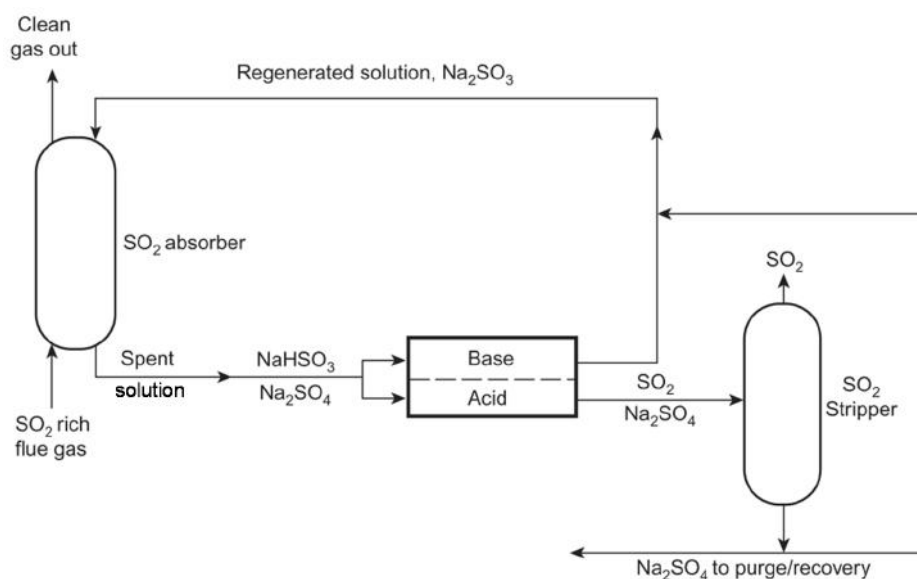 Clean
gas out
Regenerated solution, Na₂SO₃
SO₂ absorber
SO₂
Spent
solution
NaHSO₃
Na₂SO₄
Base
Acid
SO₂
Na₂SO₄
SO₂
Stripper
SO₂ rich
flue gas
Na₂SO₄ to purge/recovery